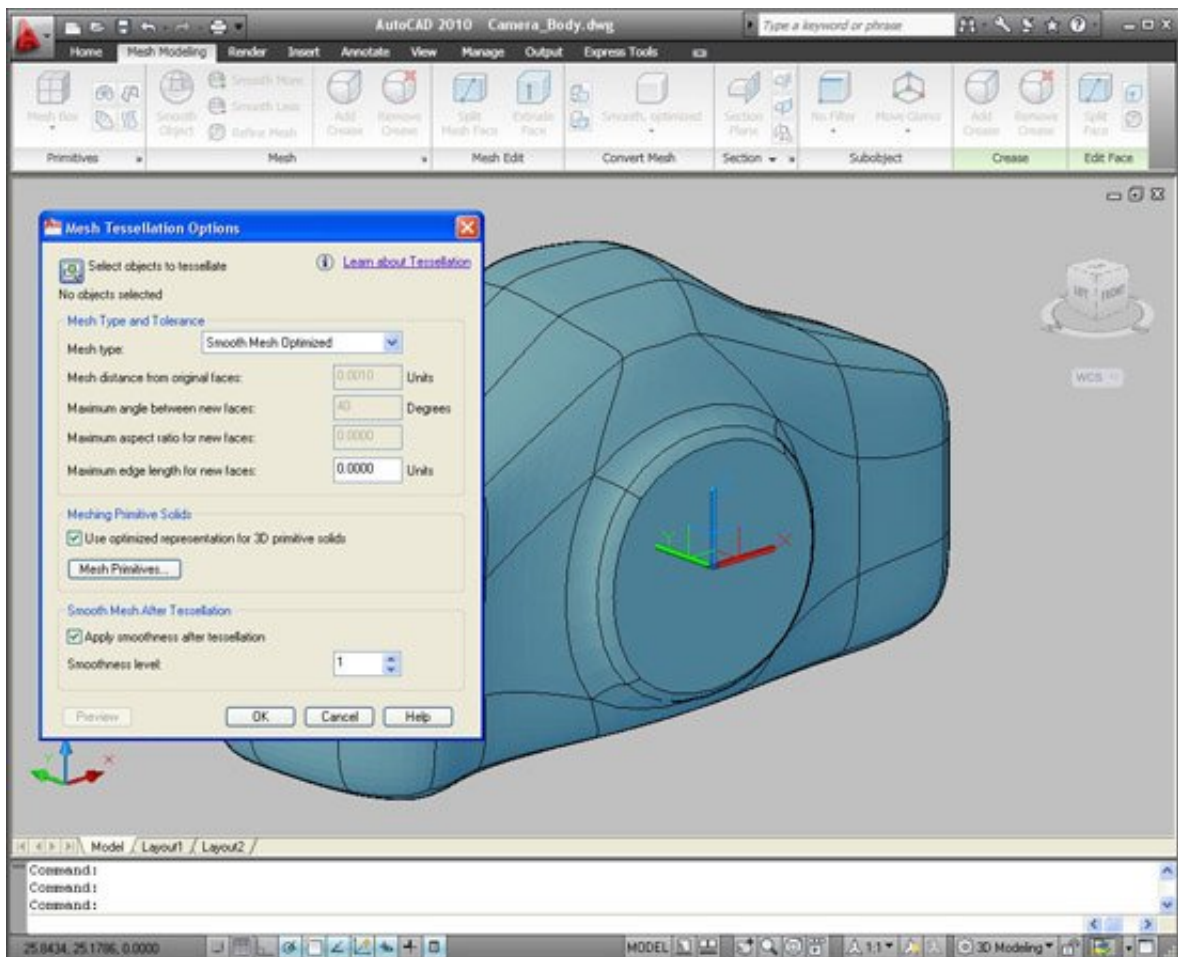 AutoCAD 2010 Camera_Body.dwg
Type a keyword or phrase
Home Mesh Modeling Render Insert Annotate View Manage Output Express Tools
Mesh Box
Smooth Object
Smooth More
Smooth Less
Refine Mesh
Add Crease
Remove Crease
Split Mesh Face
Extrude Face
Smooth, optimized
Section Plane
No Filter
Move Gizmo
Add Crease
Remove Crease
Split Face
Primitives Mesh Mesh Edit Convert Mesh Section Subobject Crease Edit Face
Mesh Tessellation Options
Select objects to tessellate
Learn about Tessellation
No objects selected
Mesh Type and Tolerance
Mesh type: Smooth Mesh Optimized
Mesh distance from original faces: 0.0010 Units
Maximum angle between new faces: 40 Degrees
Maximum aspect ratio for new faces: 0.0000
Maximum edge length for new faces: 0.0000 Units
Meshing Primitive Solids
Use optimized representation for 3D primitive solids
Mesh Primitives...
Smooth Mesh After Tessellation
Apply smoothness after tessellation
Smoothness level: 1
Preview OK Cancel Help
LEFT FRONT
WCS
Y X
Y X
Model Layout1 Layout2
Command:
Command:
Command:
25.8434, 25.1786, 0.0000 MODEL 1:1 3D Modeling